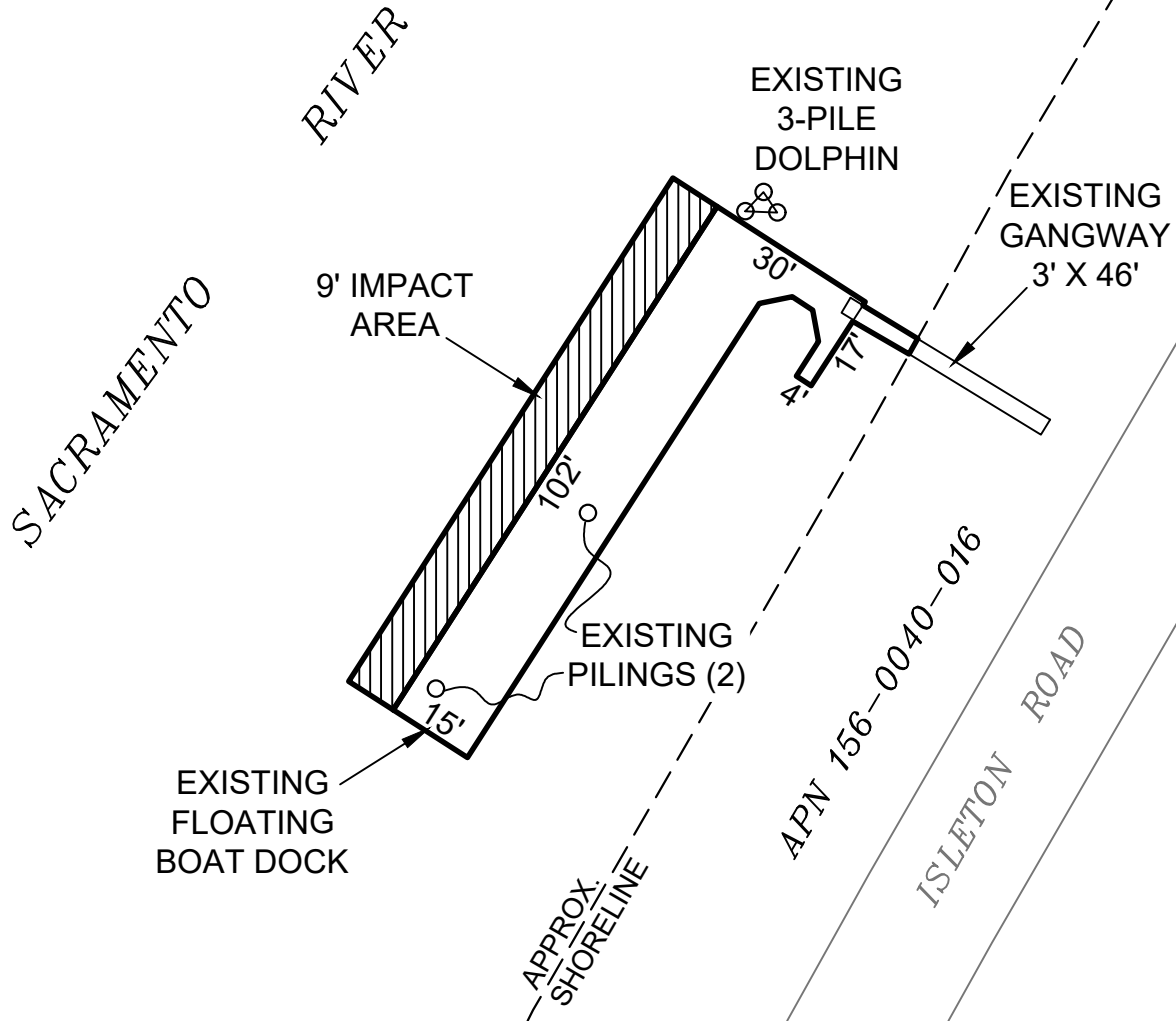 RIVER
EXISTING
3-PILE
DOLPHIN
EXISTING
GANGWAY
3' X 46'
30'
9' IMPACT
AREA
SACRAMENTO
17'
4'
102'
EXISTING
PILINGS (2)
15'
EXISTING
FLOATING
BOAT DOCK
APN 156-0040-016
ISLETON ROAD
APPROX.
SHORELINE